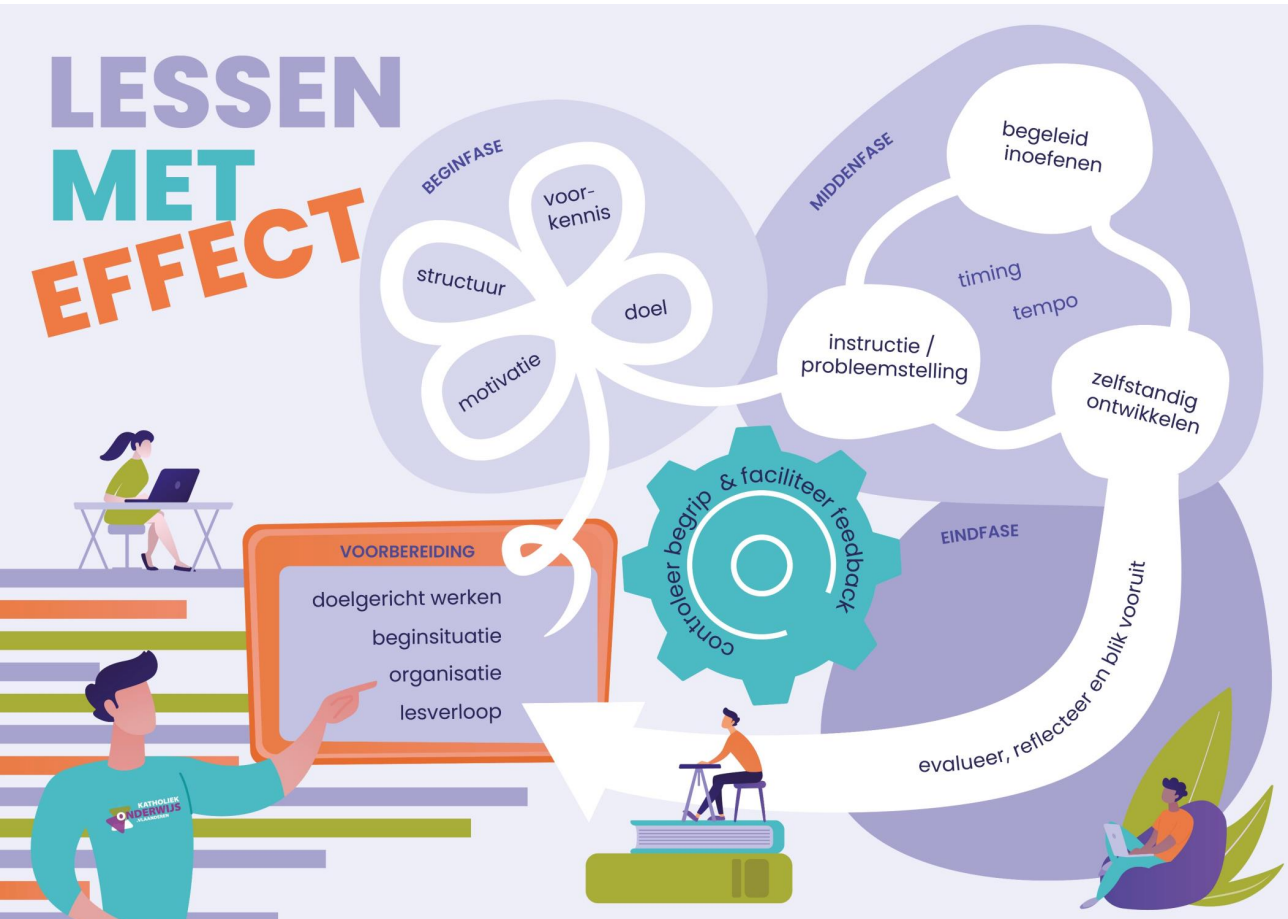 LESSEN
MET
EFFECT
BEGINFASE
voor-
kennis
structuur
doel
motivatie
MIDDENFASE
begeleid
inoefenen
timing
tempo
instructie /
probleemstelling
zelfstandig
ontwikkelen
controleer begrip & faciliteer feedback
EINDFASE
evalueer, reflecteer en blik vooruit
VOORBEREIDING
doelgericht werken
beginsituatie
organisatie
lesverloop
KATHOLIEK
ONDERWIJS
VLAANDEREN